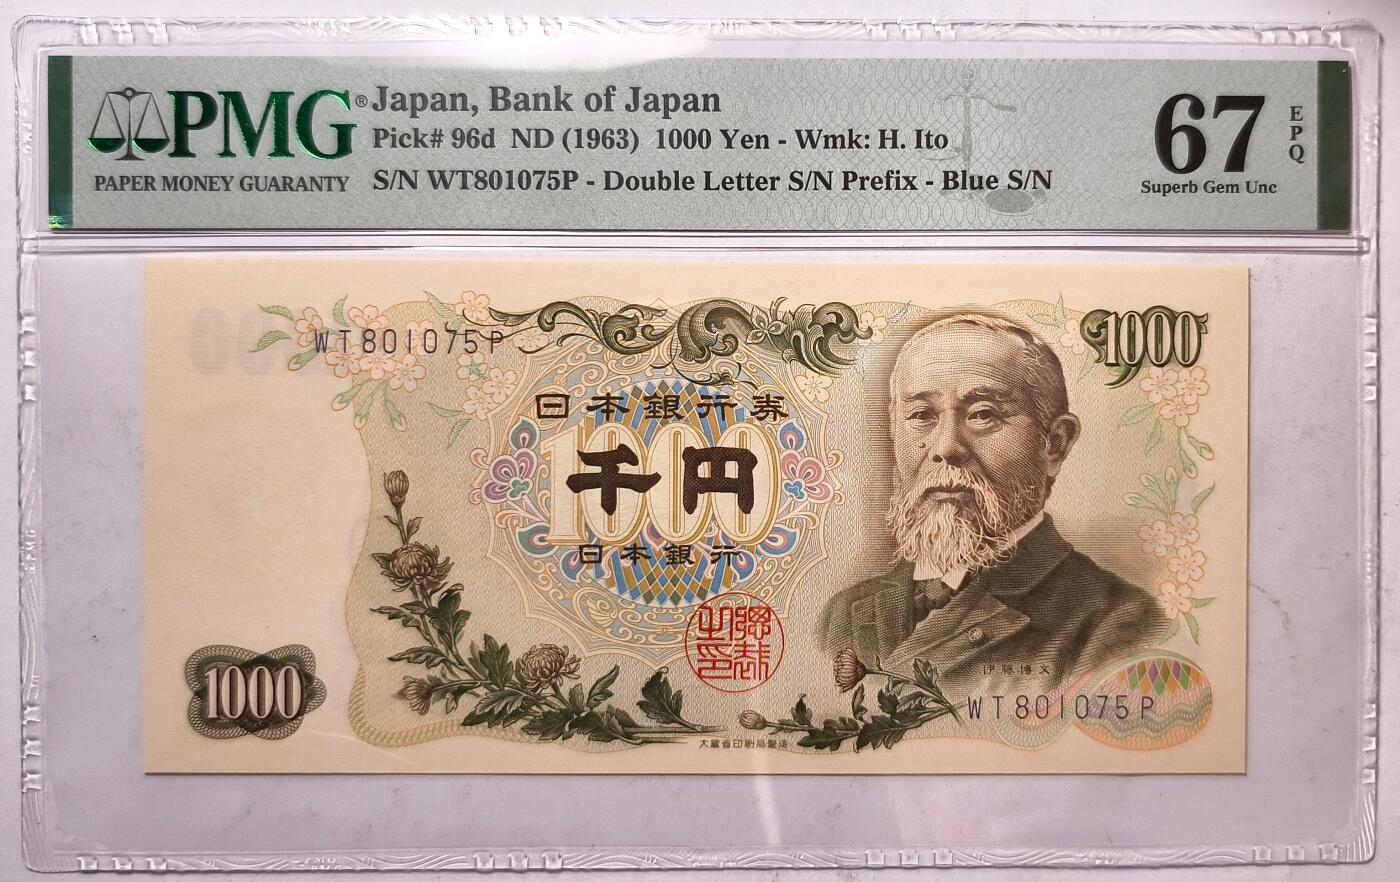 PMG®
PAPER MONEY GUARANTY
Japan, Bank of Japan
Pick# 96d ND (1963) 1000 Yen - Wmk: H. Ito
S/N WT801075P - Double Letter S/N Prefix - Blue S/N
67
EPQ
Superb Gem Unc
WT801075P
1000
日本銀行券
1000
千円
日本銀行
伊藤博文
1000
WT801075P
大蔵省印刷局製造